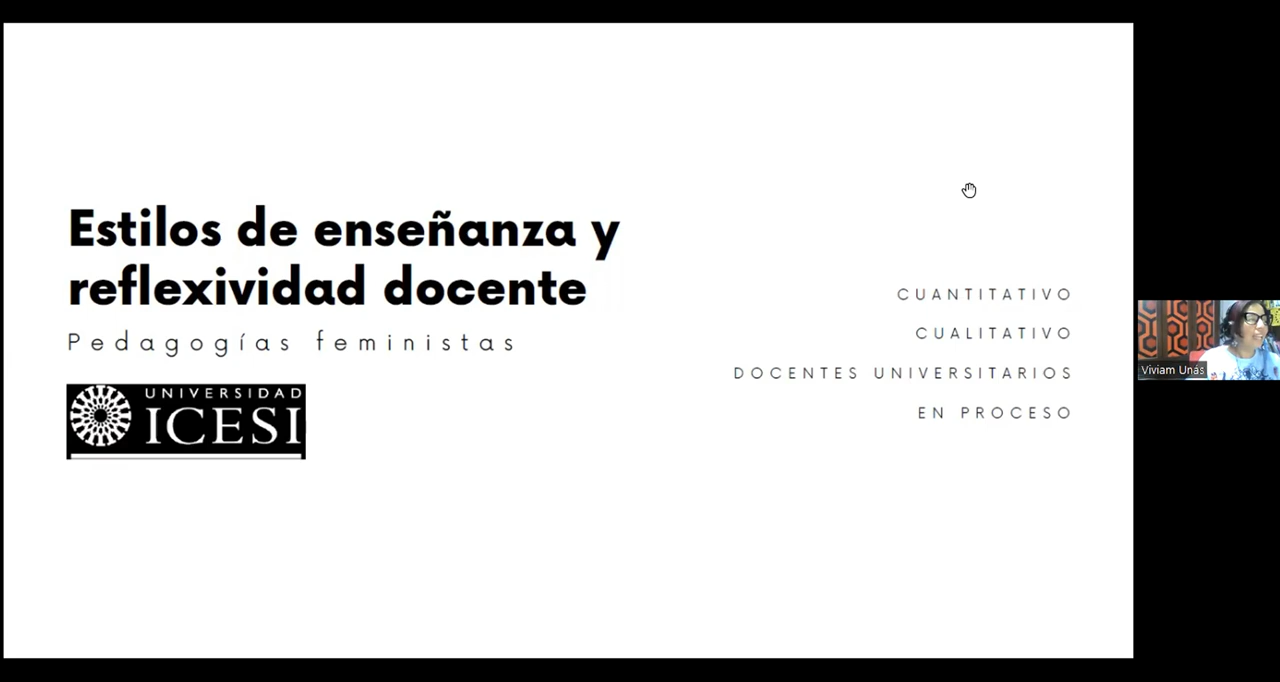 Estilos de enseñanza y
reflexividad docente
Pedagogías feministas
UNIVERSIDAD
ICESI
CUANTITATIVO
CUALITATIVO
DOCENTES UNIVERSITARIOS
EN PROCESO
Viviam Unás